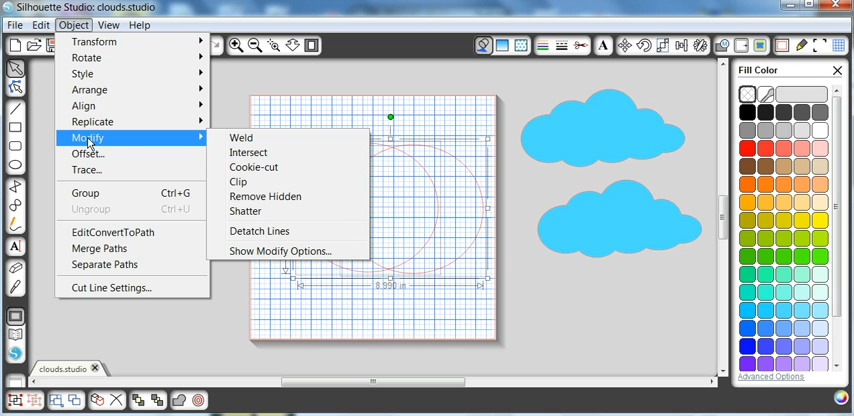 Silhouette Studio: clouds.studio
File Edit Object View Help
Transform
Rotate
Style
Arrange
Align
Replicate
Modify
Offset...
Trace...
Group Ctrl+G
Ungroup Ctrl+U
EditConvertToPath
Merge Paths
Separate Paths
Cut Line Settings...
Weld
Intersect
Cookie-cut
Clip
Remove Hidden
Shatter
Detatch Lines
Show Modify Options...
8.990 in
A
A
Fill Color
Advanced Options
clouds.studio